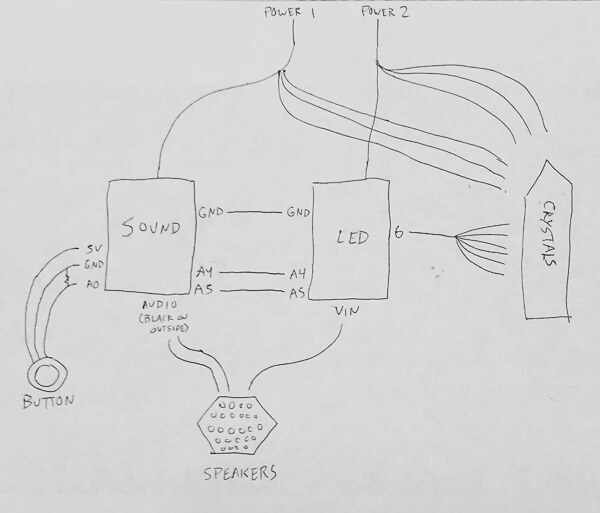 POWER 1
POWER 2
SOUND
GND
GND
LED
6
CRYSTALS
5V
GND
A0
A4
A4
A5
A5
AUDIO
(BLACK ON
OUTSIDE)
VIN
BUTTON
SPEAKERS